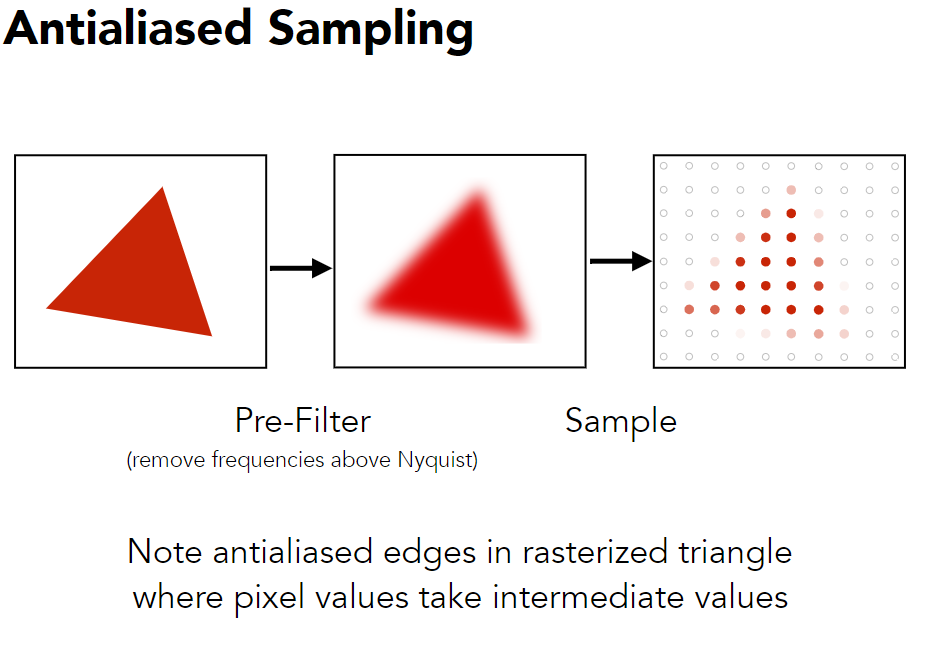 Antialiased Sampling
Pre-Filter
Sample
(remove frequencies above Nyquist)
Note antialiased edges in rasterized triangle
where pixel values take intermediate values